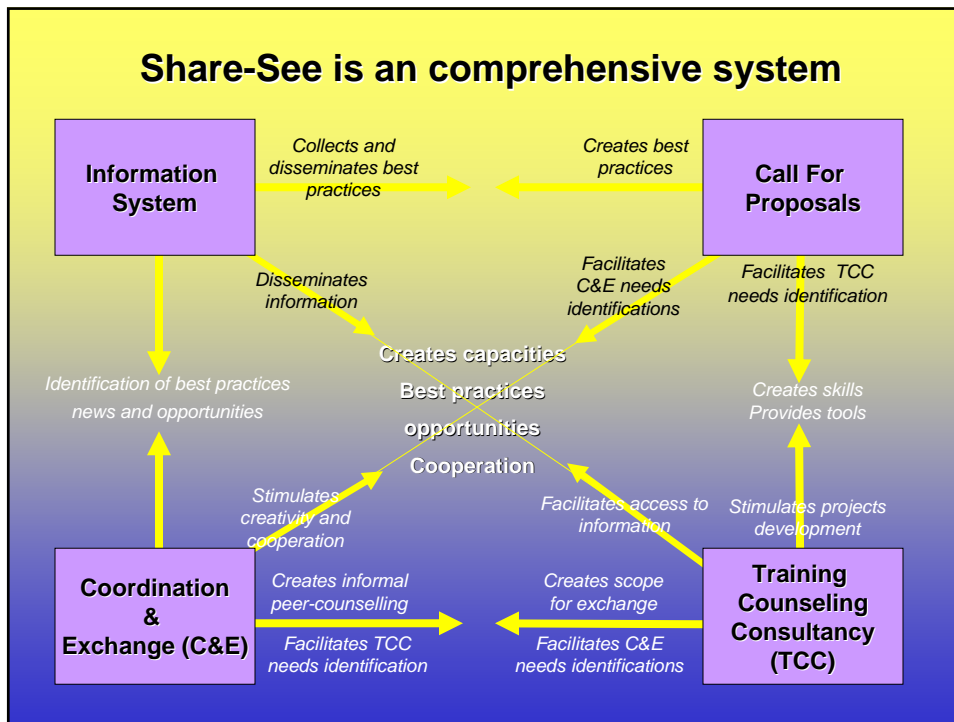 Share-See is an comprehensive system
Information
System
Collects and
disseminates best
practices
Creates best
practices
Call For
Proposals
Disseminates
information
Facilitates
C&E needs
identifications
Facilitates TCC
needs identification
Creates capacities
Best practices
opportunities
Cooperation
Identification of best practices
news and opportunities
Creates skills
Provides tools
Stimulates
creativity and
cooperation
Facilitates access to
information
Stimulates projects
development
Coordination
&
Exchange (C&E)
Creates informal
peer-counselling
Facilitates TCC
needs identification
Creates scope
for exchange
Facilitates C&E
needs identifications
Training
Counseling
Consultancy
(TCC)